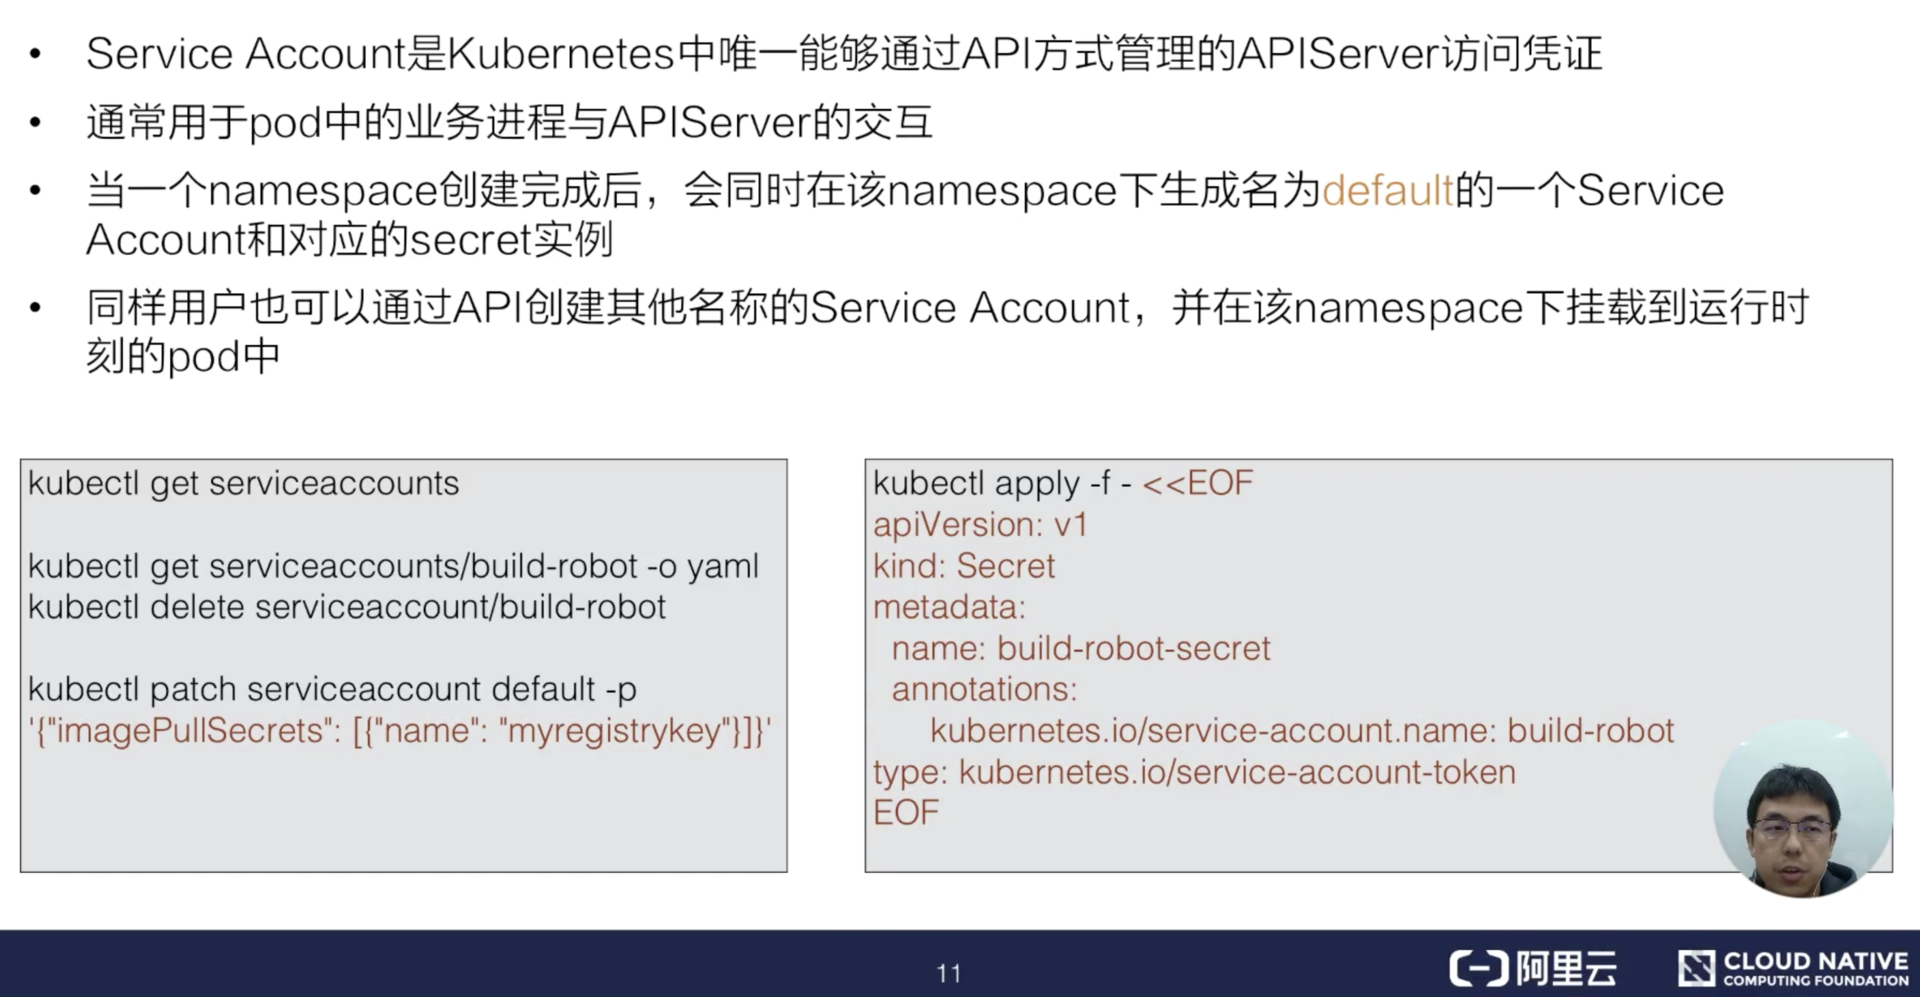 • Service Account是Kubernetes中唯一能够通过API方式管理的APIServer访问凭证
• 通常用于pod中的业务进程与APIServer的交互
• 当一个namespace创建完成后，会同时在该namespace下生成名为default的一个Service
Account和对应的secret实例
• 同样用户也可以通过API创建其他名称的Service Account，并在该namespace下挂载到运行时
刻的pod中
kubectl get serviceaccounts
kubectl get serviceaccounts/build-robot -o yaml
kubectl delete serviceaccount/build-robot
kubectl patch serviceaccount default -p
'{"imagePullSecrets": [{"name": "myregistrykey"}]}'
kubectl apply -f - <<EOF
apiVersion: v1
kind: Secret
metadata:
  name: build-robot-secret
  annotations:
    kubernetes.io/service-account.name: build-robot
type: kubernetes.io/service-account-token
EOF
11
阿里云
CLOUD NATIVE
COMPUTING FOUNDATION